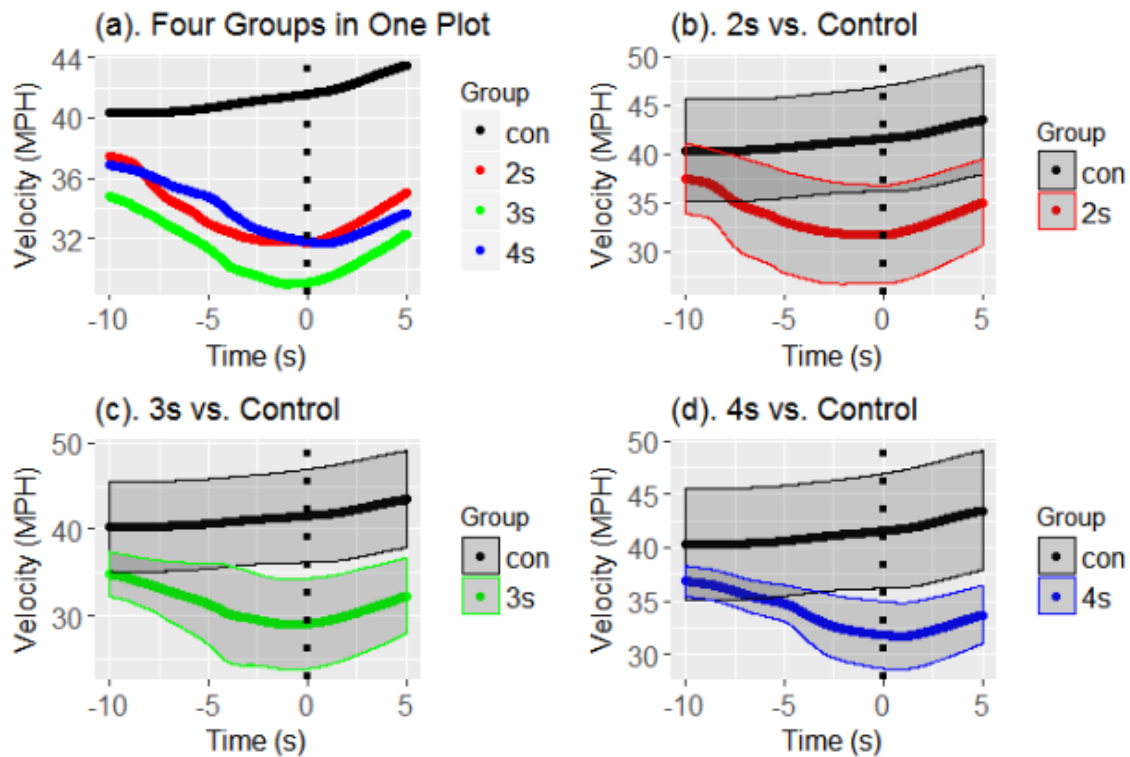 (a). Four Groups in One Plot
44
40
36
32
Velocity (MPH)
-10 -5 0 5
Time (s)
Group
con
2s
3s
4s
(b). 2s vs. Control
50
45
40
35
30
Velocity (MPH)
-10 -5 0 5
Time (s)
Group
con
2s
(c). 3s vs. Control
50
40
30
Velocity (MPH)
-10 -5 0 5
Time (s)
Group
con
3s
(d). 4s vs. Control
50
45
40
35
30
Velocity (MPH)
-10 -5 0 5
Time (s)
Group
con
4s